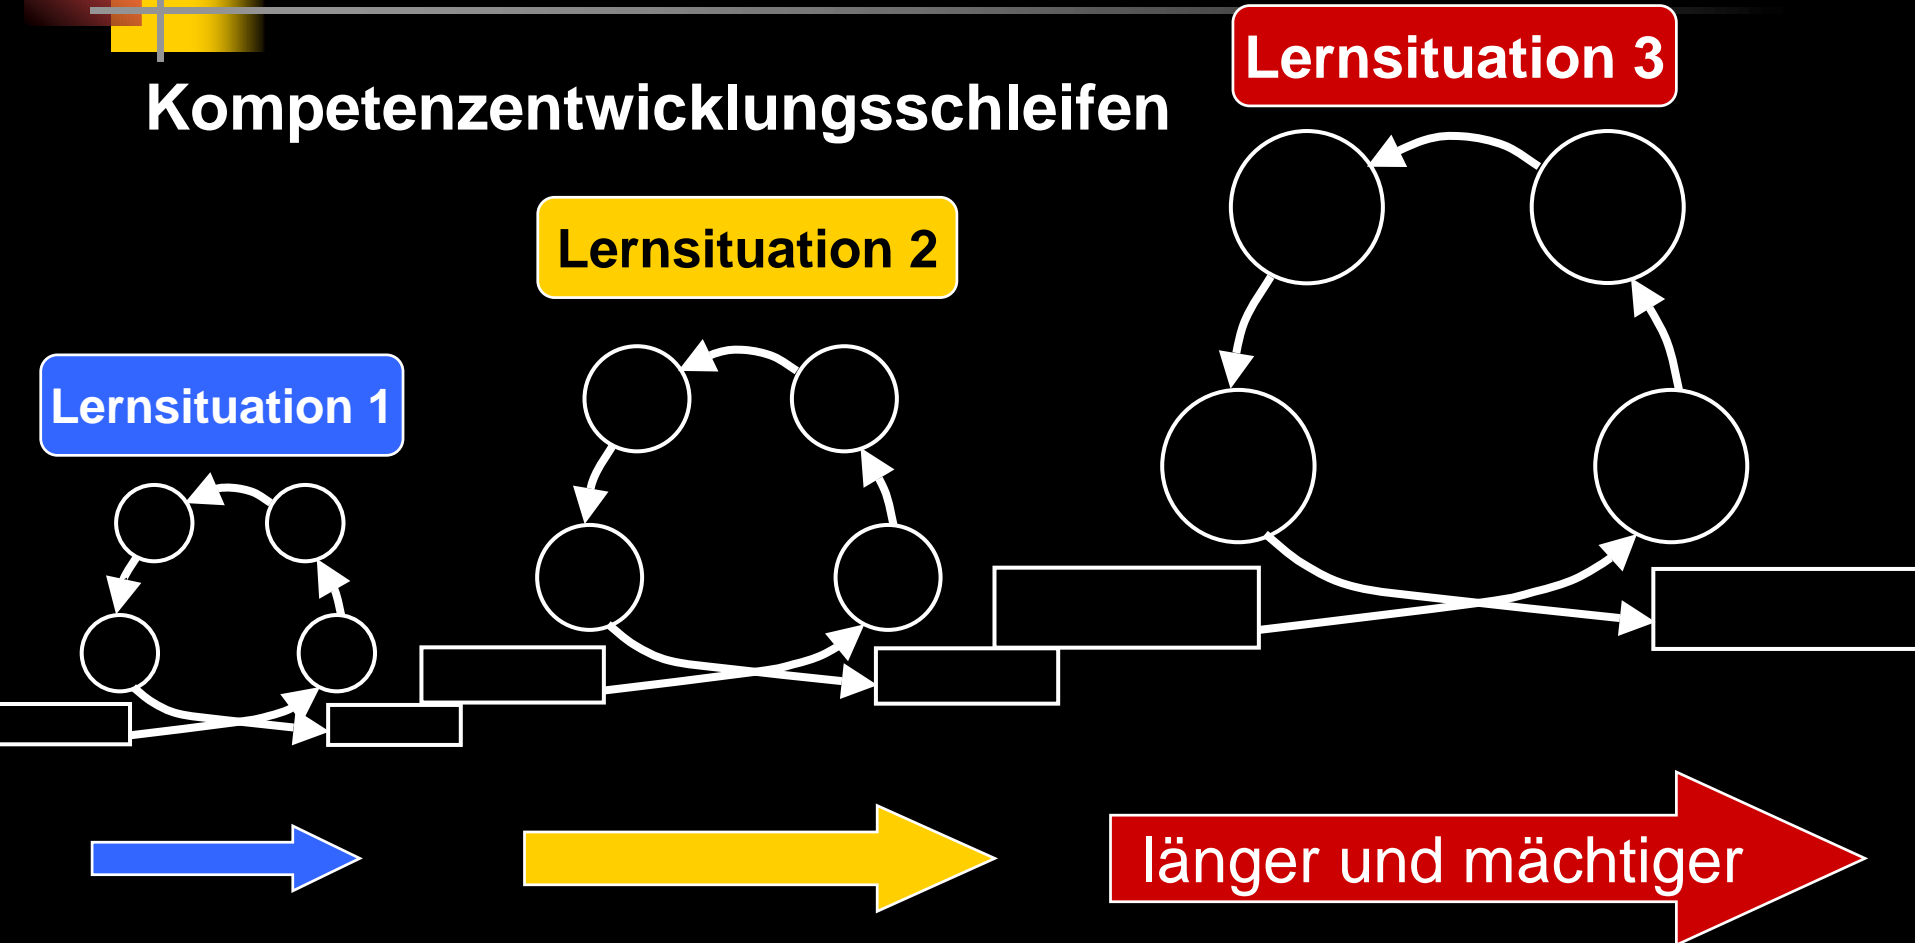 Kompetenzentwicklungsschleifen
Lernsituation 1
Lernsituation 2
Lernsituation 3
länger und mächtiger